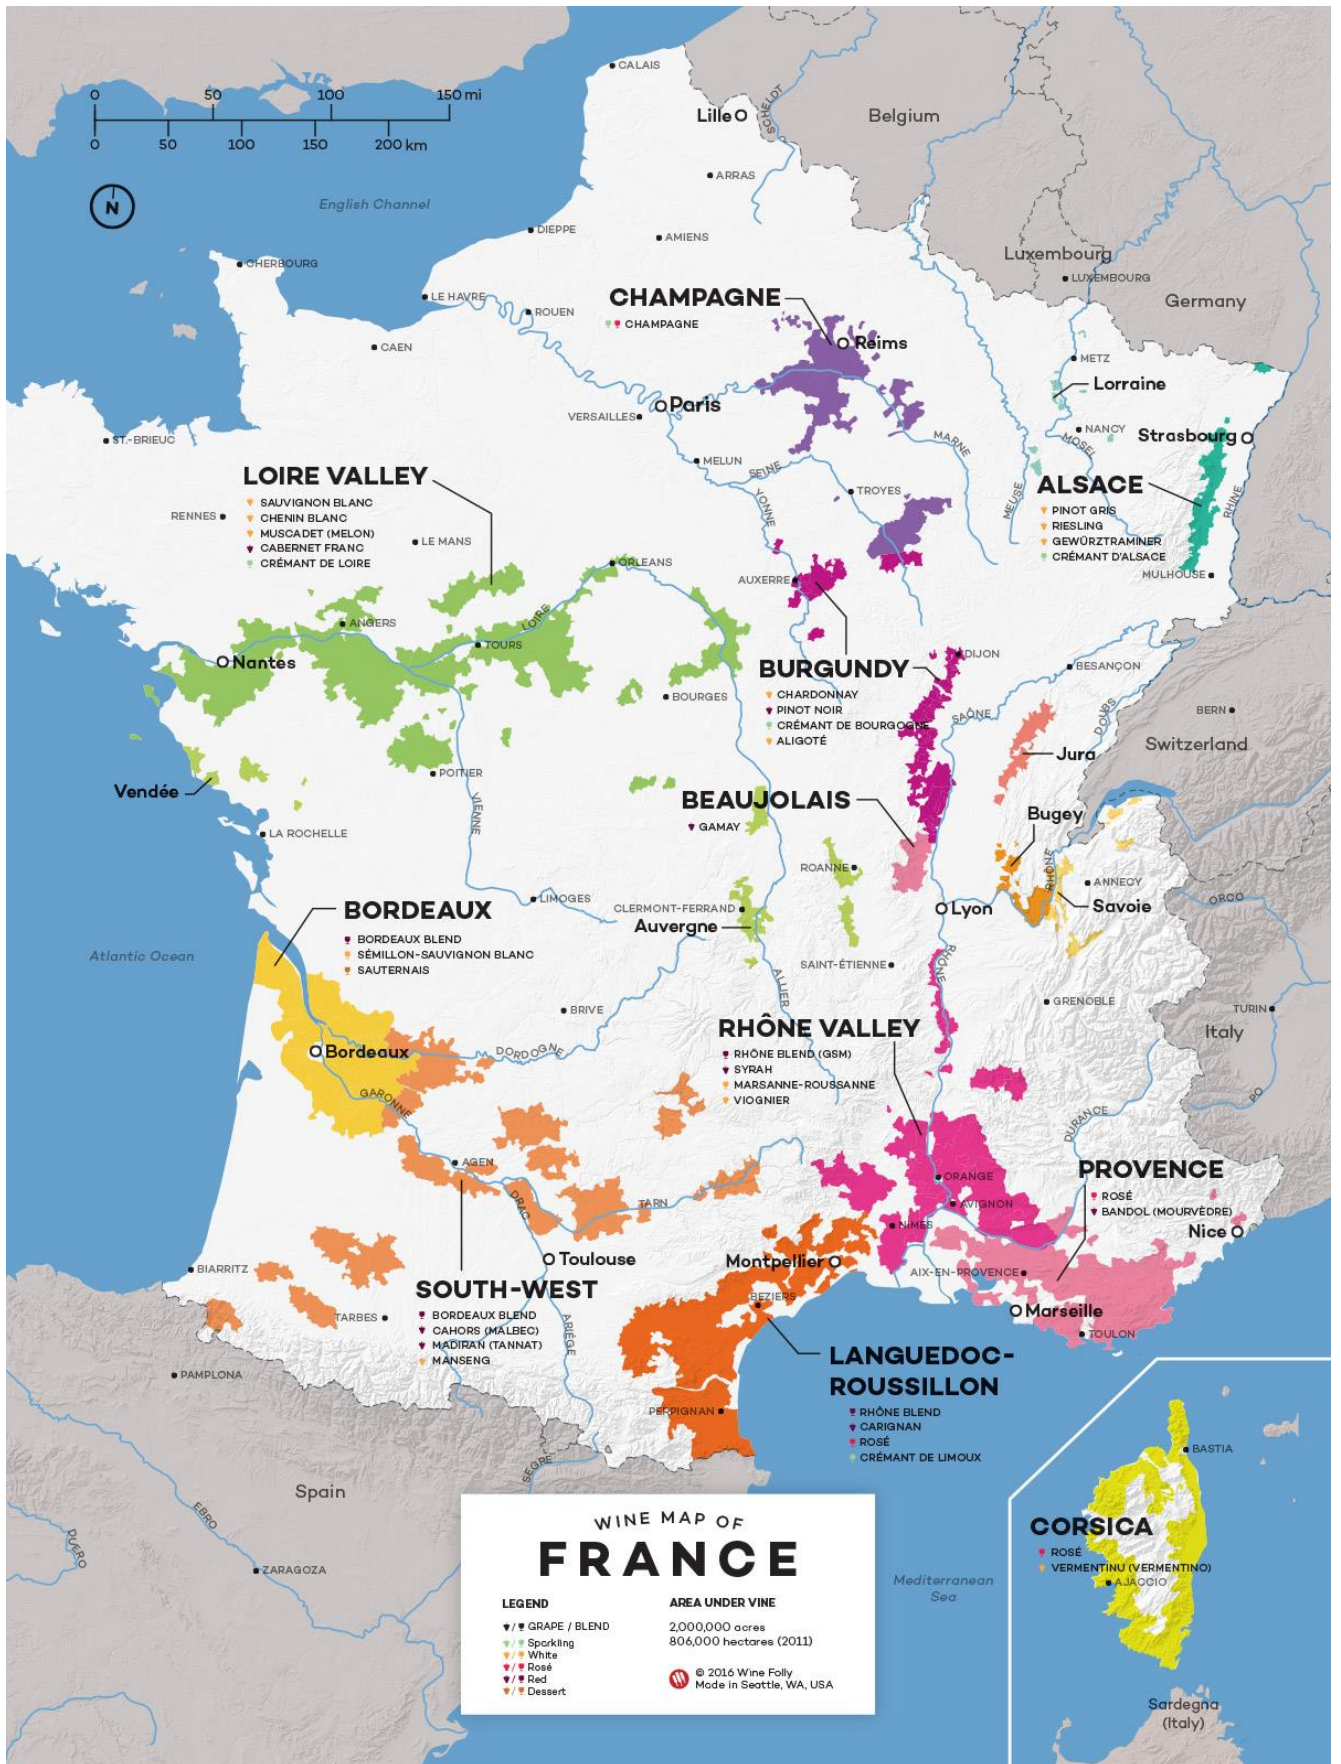 0 50 100 150 mi
0 50 100 150 200 km
N
English Channel
CALAIS
Lille
SCHELDT
Belgium
ARRAS
DIEPPE
AMIENS
CHERBOURG
LE HAVRE
ROUEN
CAEN
Luxembourg
LUXEMBOURG
Germany
CHAMPAGNE
CHAMPAGNE
Reims
METZ
Lorraine
Paris
VERSAILLES
ST.-BRIEUC
MELUN
SEINE
MARNE
NANCY
MOSEL
Strasbourg
YONNE
TROYES
MEUSE
RHINE
LOIRE VALLEY
SAUVIGNON BLANC
CHENIN BLANC
MUSCADET (MELON)
CABERNET FRANC
CRÉMANT DE LOIRE
RENNES
LE MANS
ORLEANS
ALSACE
PINOT GRIS
RIESLING
GEWÜRZTRAMINER
CRÉMANT D'ALSACE
MULHOUSE
AUXERRE
ANGERS
LOIRE
TOURS
Nantes
BOURGES
BURGUNDY
CHARDONNAY
PINOT NOIR
CRÉMANT DE BOURGOGNE
ALIGOTÉ
DIJON
BESANÇON
SAÔNE
DOUBS
BERN
Switzerland
Jura
Vendée
POITIER
VIENNE
LA ROCHELLE
BEAUJOLAIS
GAMAY
Bugey
ROANNE
RHÔNE
ANNECY
Savoie
LIMOGES
CLERMONT-FERRAND
Auvergne
Lyon
ORCO
BORDEAUX
BORDEAUX BLEND
SÉMILLON-SAUVIGNON BLANC
SAUTERNAIS
Atlantic Ocean
SAINT-ÉTIENNE
ALLIER
RHÔNE
GRENOBLE
TURIN
Italy
PO
BRIVE
Bordeaux
DORDOGNE
GARONNE
RHÔNE VALLEY
RHÔNE BLEND (GSM)
SYRAH
MARSANNE-ROUSSANNE
VIOGNIER
DURANCE
AGEN
DRAC
TARN
ORANGE
AVIGNON
NIMES
PROVENCE
ROSÉ
BANDOL (MOURVÈDRE)
Nice
BIARRITZ
Toulouse
Montpellier
AIX-EN-PROVENCE
BEZIERS
Marseille
TOULON
SOUTH-WEST
BORDEAUX BLEND
CAHORS (MALBEC)
MADIRAN (TANNAT)
MANSENG
TARBES
ARIÈGE
PAMPLONA
PERPIGNAN
LANGUEDOC-
ROUSSILLON
RHÔNE BLEND
CARIGNAN
ROSÉ
CRÉMANT DE LIMOUX
SEGRE
Spain
EBRO
DUERO
ZARAGOZA
BASTIA
CORSICA
ROSÉ
VERMENTINU (VERMENTINO)
AJACCIO
Mediterranean
Sea
Sardegna
(Italy)
WINE MAP OF
FRANCE
LEGEND
/ GRAPE / BLEND
/ Sparkling
/ White
/ Rosé
/ Red
/ Dessert
AREA UNDER VINE
2,000,000 acres
806,000 hectares (2011)
© 2016 Wine Folly
Made in Seattle, WA, USA